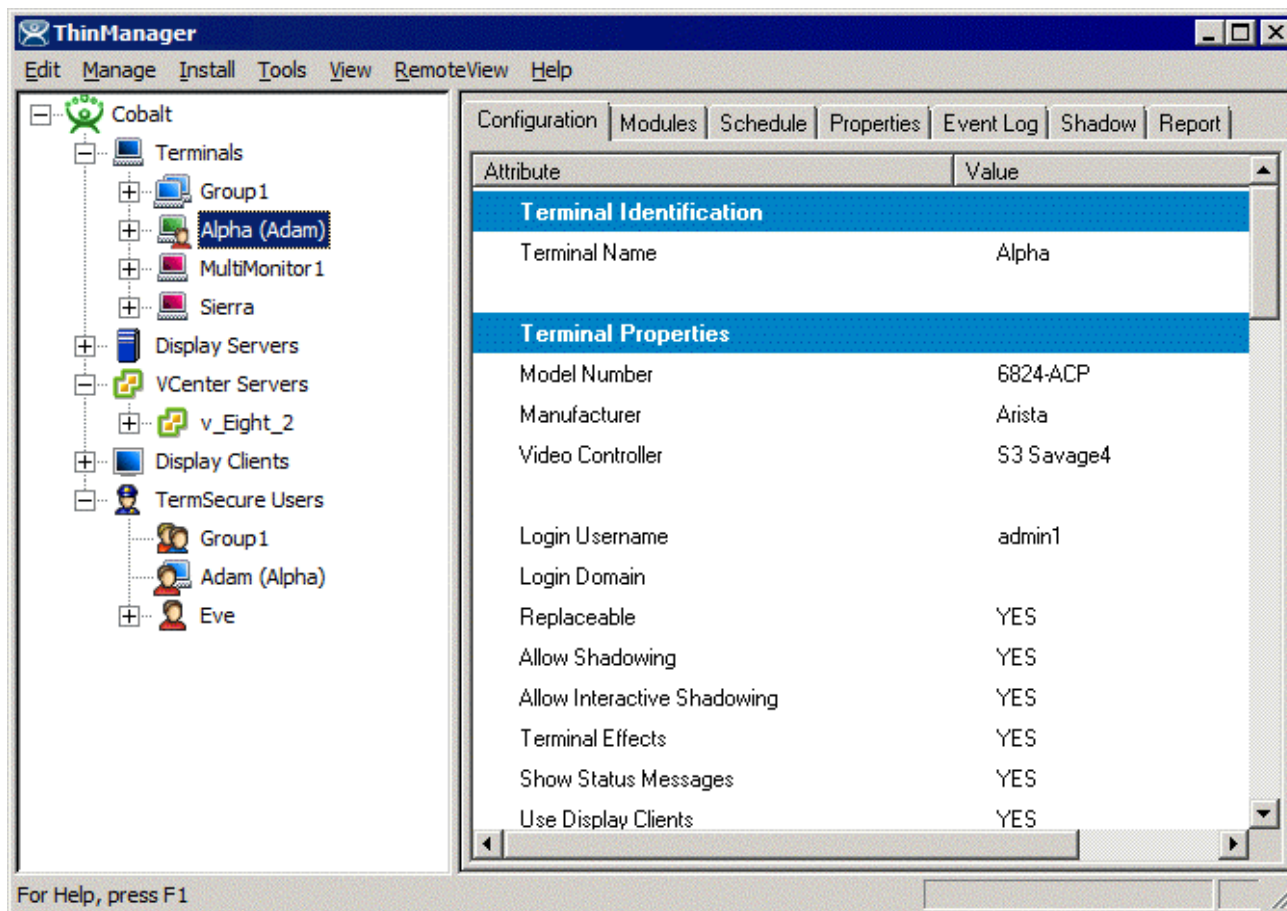 ThinManager
Edit Manage Install Tools View RemoteView Help
Cobalt
Terminals
Group1
Alpha (Adam)
MultiMonitor1
Sierra
Display Servers
VCenter Servers
v_Eight_2
Display Clients
TermSecure Users
Group1
Adam (Alpha)
Eve
Configuration Modules Schedule Properties Event Log Shadow Report
Attribute Value
Terminal Identification
Terminal Name Alpha
Terminal Properties
Model Number 6824-ACP
Manufacturer Arista
Video Controller S3 Savage4
Login Username admin1
Login Domain
Replaceable YES
Allow Shadowing YES
Allow Interactive Shadowing YES
Terminal Effects YES
Show Status Messages YES
Use Display Clients YES
For Help, press F1